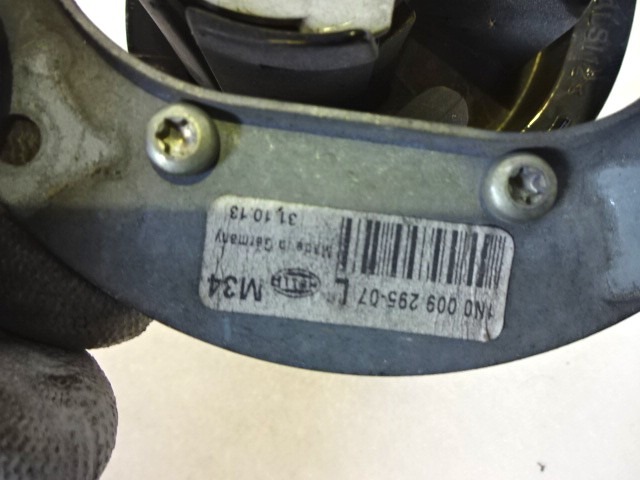 1N0 009 295-07
L HELLA M34
Made in Germany
31.10.13